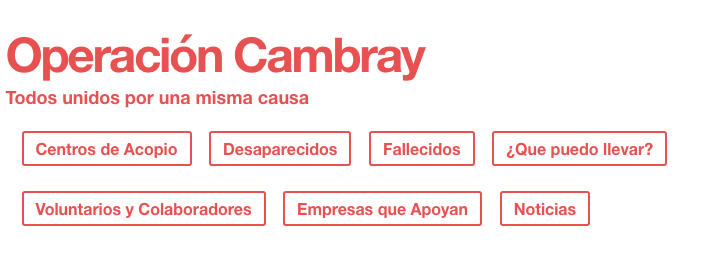 Operación Cambray
Todos unidos por una misma causa
Centros de Acopio Desaparecidos Fallecidos ¿Que puedo llevar?
Voluntarios y Colaboradores Empresas que Apoyan Noticias